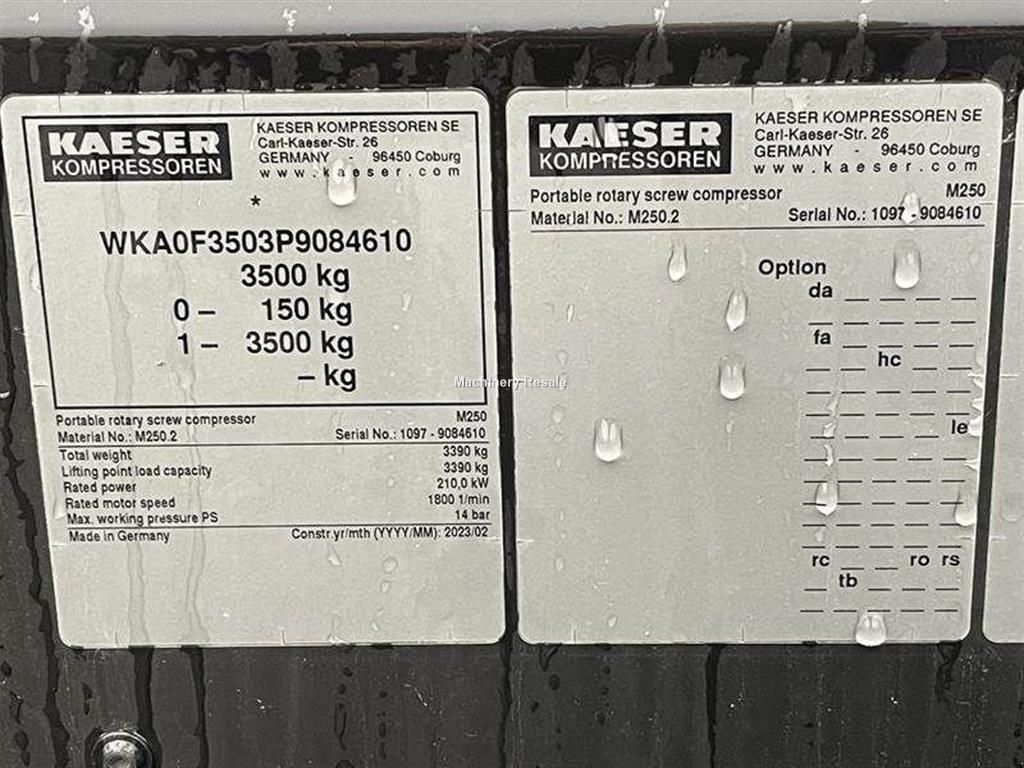 KAESER
KOMPRESSOREN
KAESER KOMPRESSOREN SE
Carl-Kaeser-Str. 26
GERMANY - 96450 Coburg
www.kaeser.com
*
WKA0F3503P9084610
3500 kg
0 – 150 kg
1 – 3500 kg
– kg
Portable rotary screw compressor M250
Material No.: M250.2 Serial No.: 1097 - 9084610
Total weight 3390 kg
Lifting point load capacity 3390 kg
Rated power 210,0 kW
Rated motor speed 1800 1/min
Max. working pressure PS 14 bar
Made in Germany Constr.yr/mth (YYYY/MM): 2023/02
KAESER
KOMPRESSOREN
KAESER KOMPRESSOREN SE
Carl-Kaeser-Str. 26
GERMANY - 96450 Coburg
www.kaeser.com
Portable rotary screw compressor M250
Material No.: M250.2 Serial No.: 1097 - 9084610
Option
da
fa
hc
le
rc ro rs
tb
Machinery Resale